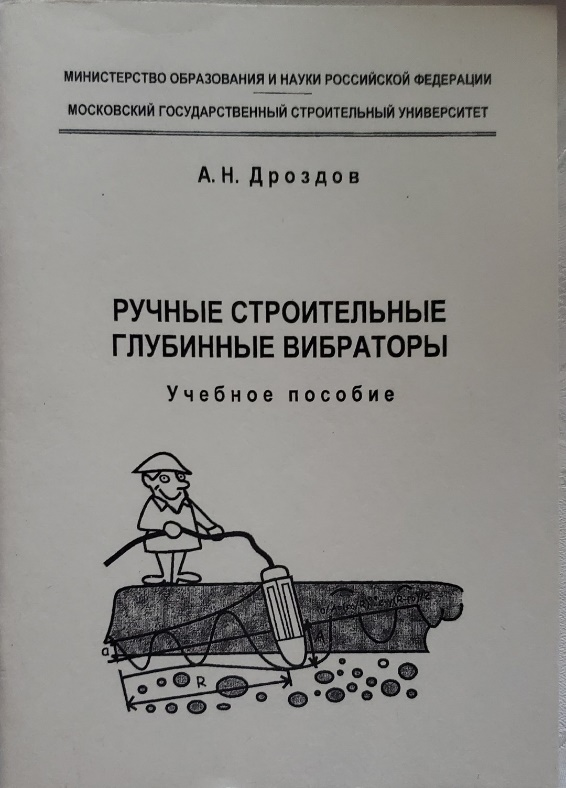 МИНИСТЕРСТВО ОБРАЗОВАНИЯ И НАУКИ РОССИЙСКОЙ ФЕДЕРАЦИИ
МОСКОВСКИЙ ГОСУДАРСТВЕННЫЙ СТРОИТЕЛЬНЫЙ УНИВЕРСИТЕТ
А. Н. Дроздов
РУЧНЫЕ СТРОИТЕЛЬНЫЕ
ГЛУБИННЫЕ ВИБРАТОРЫ
Учебное пособие
a
A
R